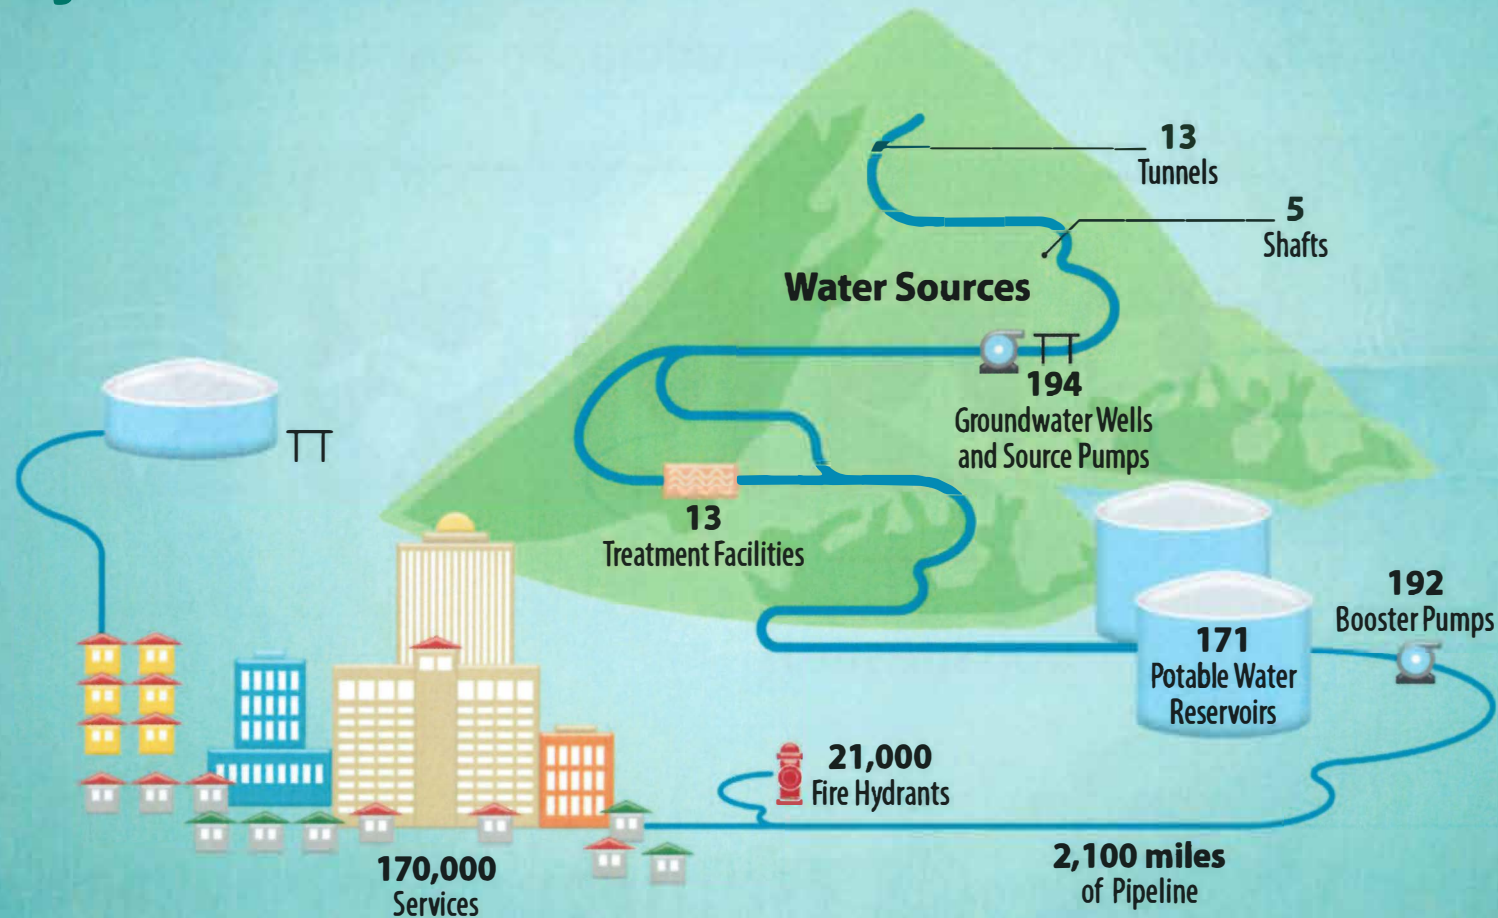 13
Tunnels
5
Shafts
Water Sources
194
Groundwater Wells
and Source Pumps
13
Treatment Facilities
192
Booster Pumps
171
Potable Water
Reservoirs
21,000
Fire Hydrants
2,100 miles
of Pipeline
170,000
Services